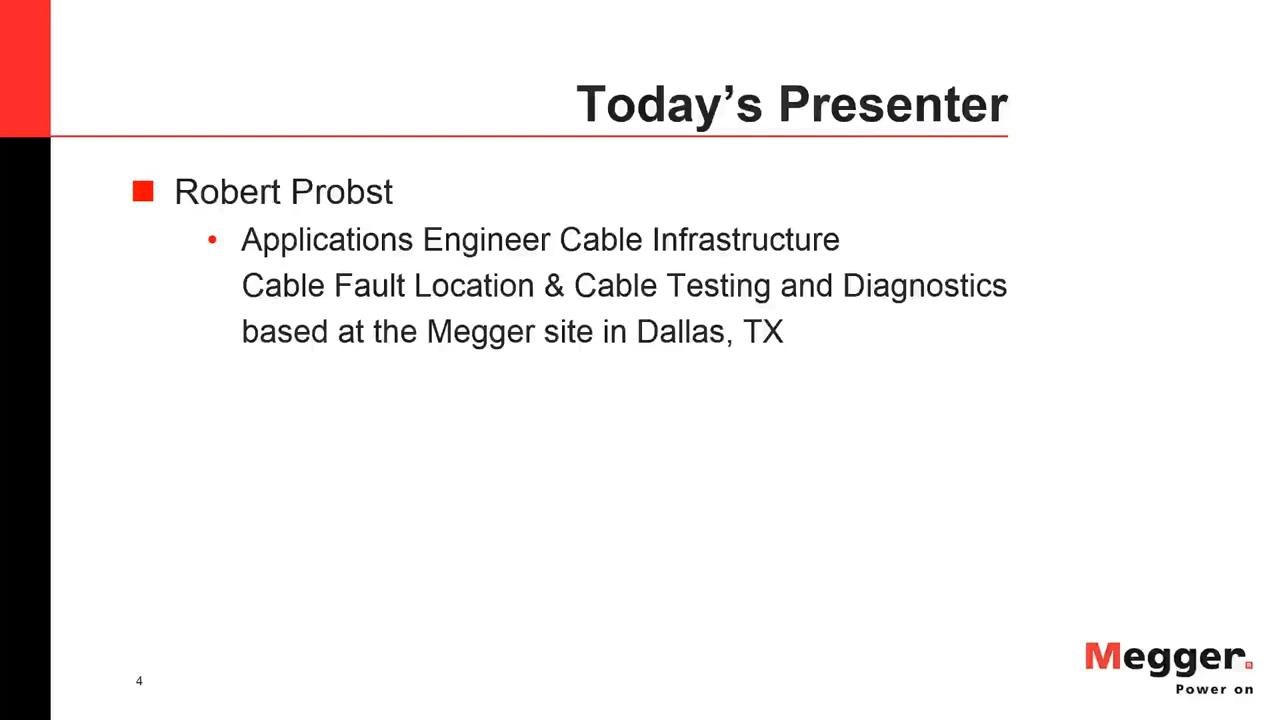 Today’s Presenter
Robert Probst
• Applications Engineer Cable Infrastructure
Cable Fault Location & Cable Testing and Diagnostics
based at the Megger site in Dallas, TX
4
Megger.
Power on